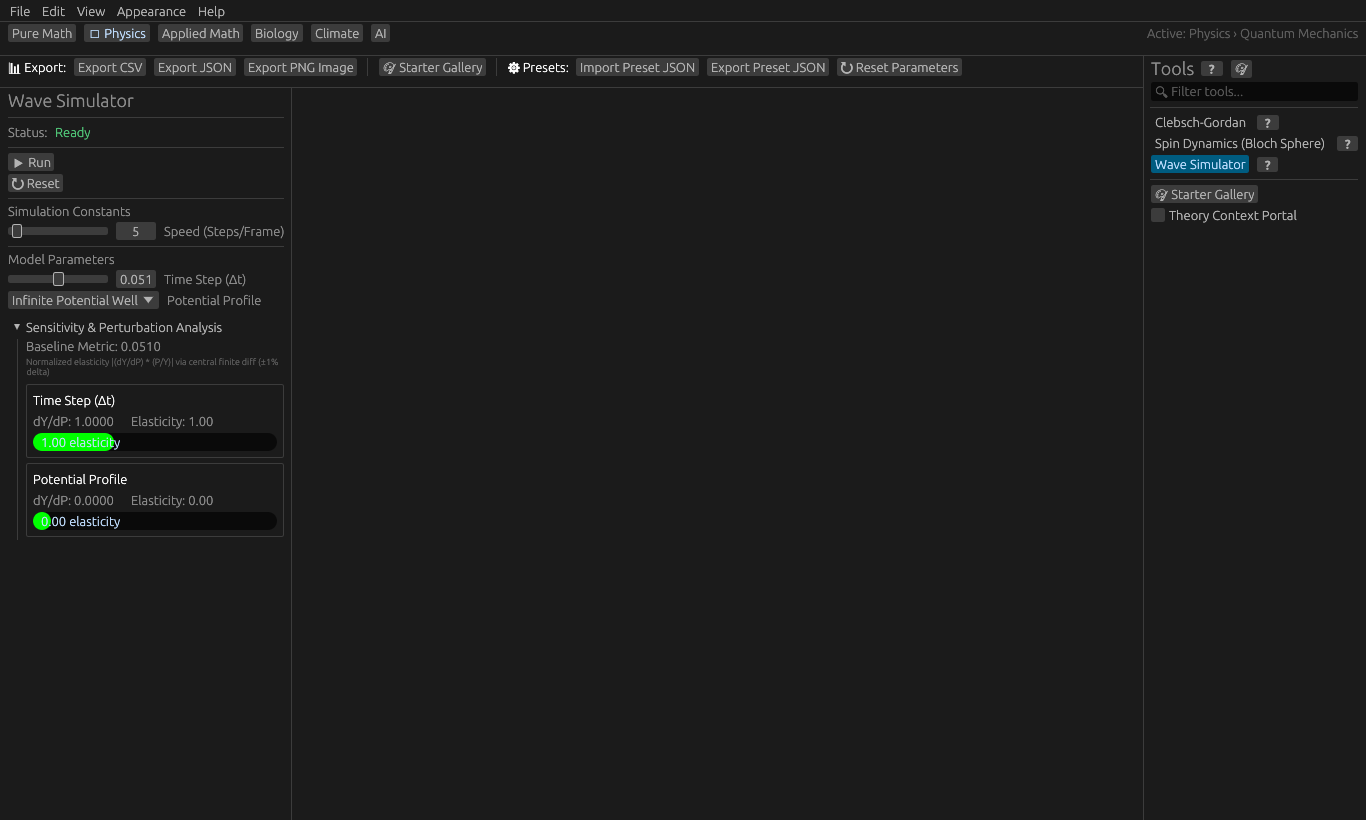 File Edit View Appearance Help
Pure Math Physics Applied Math Biology Climate AI Active: Physics › Quantum Mechanics
Export: Export CSV Export JSON Export PNG Image Starter Gallery Presets: Import Preset JSON Export Preset JSON Reset Parameters
Wave Simulator
Status: Ready
Run
Reset
Simulation Constants
5 Speed (Steps/Frame)
Model Parameters
0.051 Time Step (Δt)
Infinite Potential Well Potential Profile
Sensitivity & Perturbation Analysis
Baseline Metric: 0.0510
Normalized elasticity |(dY/dP) * (P/Y)| via central finite diff (±1%
delta)
Time Step (Δt)
dY/dP: 1.0000 Elasticity: 1.00
1.00 elasticity
Potential Profile
dY/dP: 0.0000 Elasticity: 0.00
0.00 elasticity
Tools ?
Filter tools...
Clebsch-Gordan ?
Spin Dynamics (Bloch Sphere) ?
Wave Simulator ?
Starter Gallery
Theory Context Portal